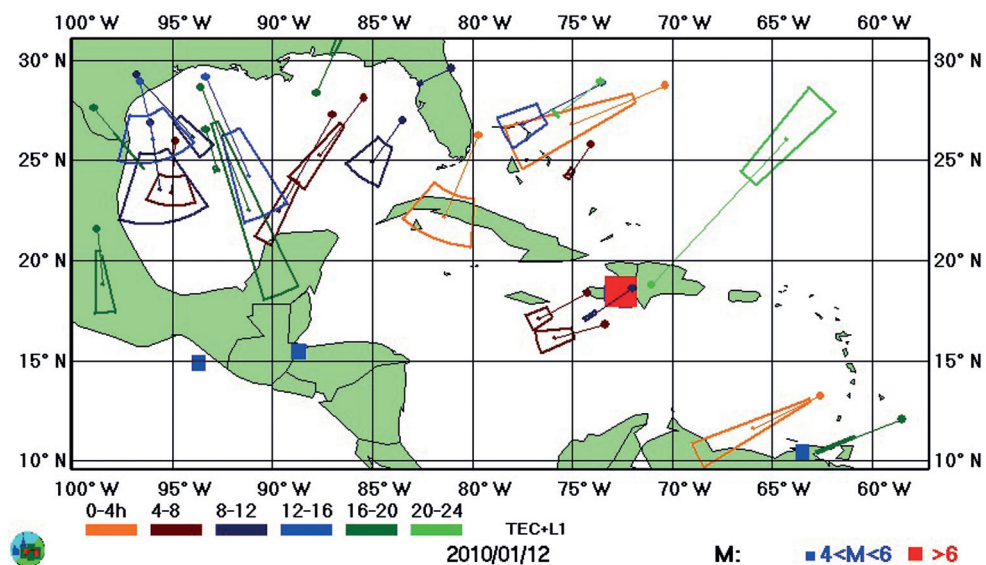 100° W 95° W 90° W 85° W 80° W 75° W 70° W 65° W 60° W
30° N 30° N
25° N 25° N
20° N 20° N
15° N 15° N
10° N 10° N
100° W 95° W 90° W 85° W 80° W 75° W 70° W 65° W 60° W
0-4h 4-8 8-12 12-16 16-20 20-24
TEC+L1
2010/01/12 M: 4<M<6 >6